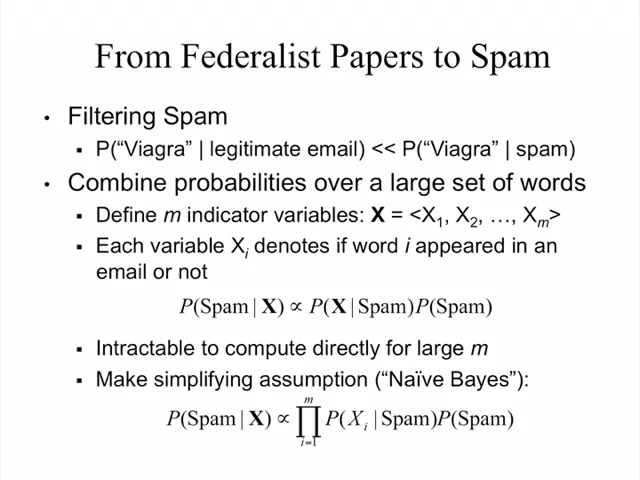 From Federalist Papers to Spam
• Filtering Spam
▪ P(“Viagra” | legitimate email) << P(“Viagra” | spam)
• Combine probabilities over a large set of words
▪ Define m indicator variables: X = <X₁, X₂, …, Xₘ>
▪ Each variable Xᵢ denotes if word i appeared in an
email or not
P(Spam | X) ∝ P(X | Spam)P(Spam)
▪ Intractable to compute directly for large m
▪ Make simplifying assumption (“Naïve Bayes”):
P(Spam | X) ∝ ∏ᵢ₌₁ᵐ P(Xᵢ | Spam)P(Spam)